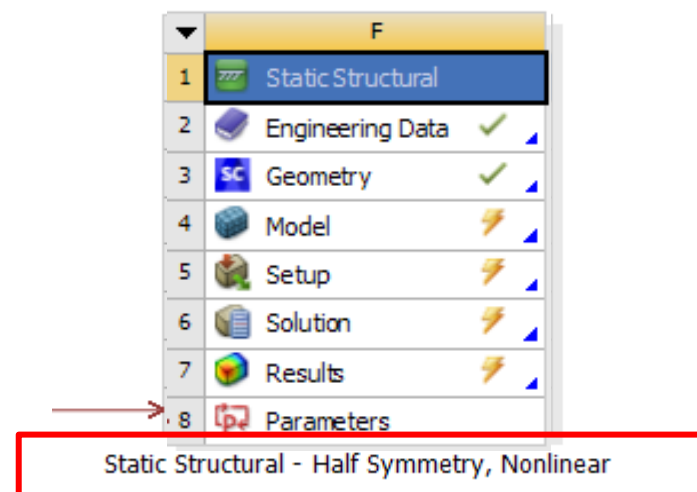 F
1 Static Structural
2 Engineering Data
3 SC Geometry
4 Model
5 Setup
6 Solution
7 Results
8 Parameters
Static Structural - Half Symmetry, Nonlinear